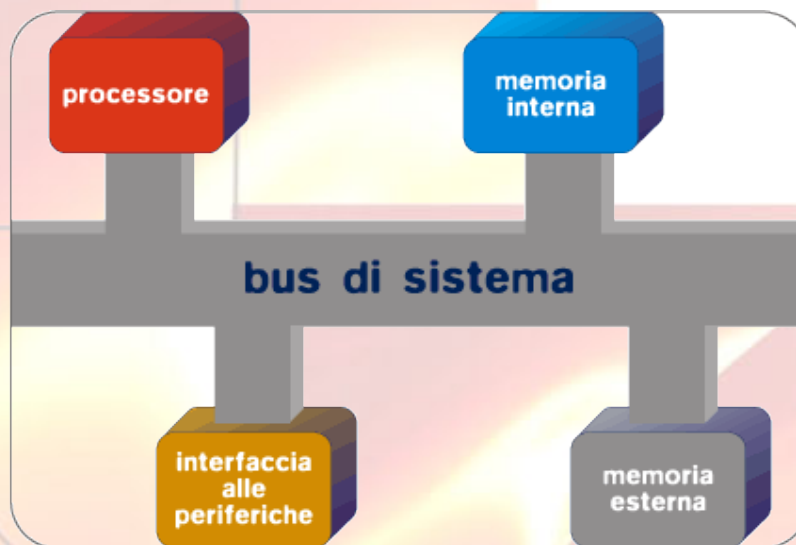 processore
memoria
interna
bus di sistema
interfaccia
alle
periferiche
memoria
esterna